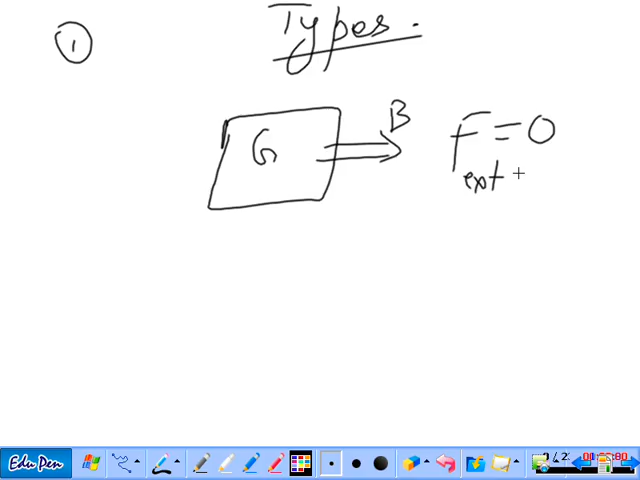 ① Types.
G B F = 0
ext
Edu Pen